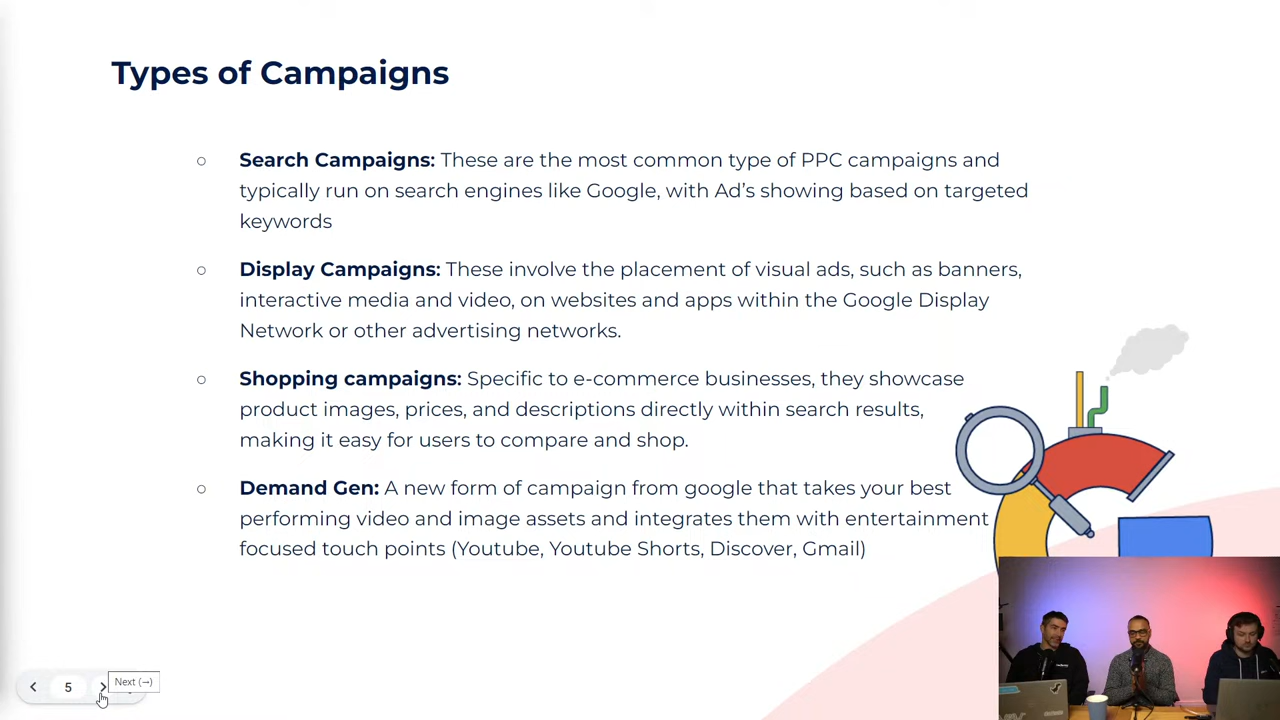 Types of Campaigns
Search Campaigns: These are the most common type of PPC campaigns and
typically run on search engines like Google, with Ad’s showing based on targeted
keywords
Display Campaigns: These involve the placement of visual ads, such as banners,
interactive media and video, on websites and apps within the Google Display
Network or other advertising networks.
Shopping campaigns: Specific to e-commerce businesses, they showcase
product images, prices, and descriptions directly within search results,
making it easy for users to compare and shop.
Demand Gen: A new form of campaign from google that takes your best
performing video and image assets and integrates them with entertainment
focused touch points (Youtube, Youtube Shorts, Discover, Gmail)
5
Next (→)